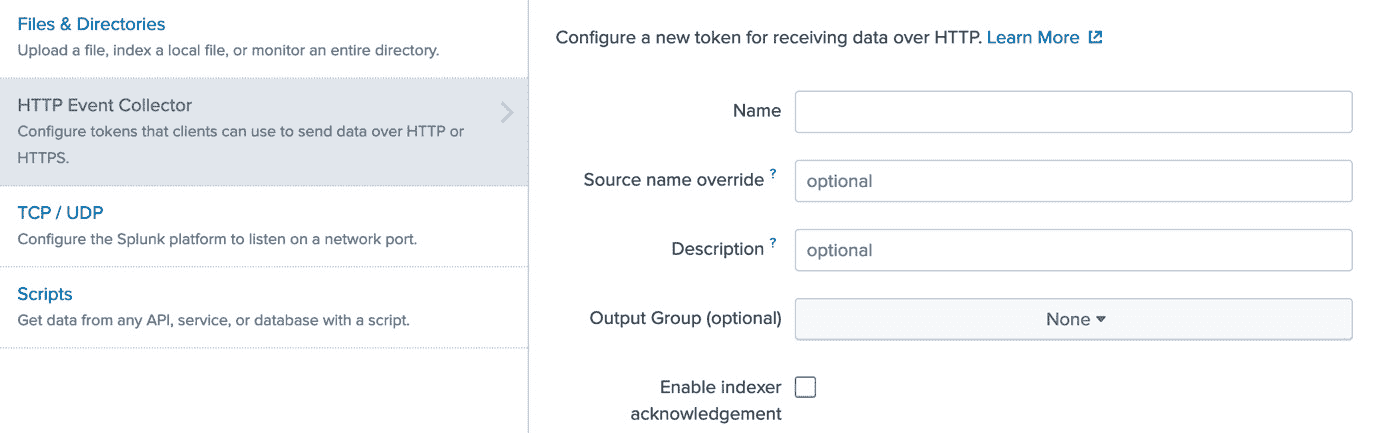 Files & Directories
Upload a file, index a local file, or monitor an entire directory.
HTTP Event Collector
Configure tokens that clients can use to send data over HTTP or
HTTPS.
TCP / UDP
Configure the Splunk platform to listen on a network port.
Scripts
Get data from any API, service, or database with a script.
Configure a new token for receiving data over HTTP. Learn More
Name
Source name override ?
optional
Description ?
optional
Output Group (optional)
None
Enable indexer
acknowledgement